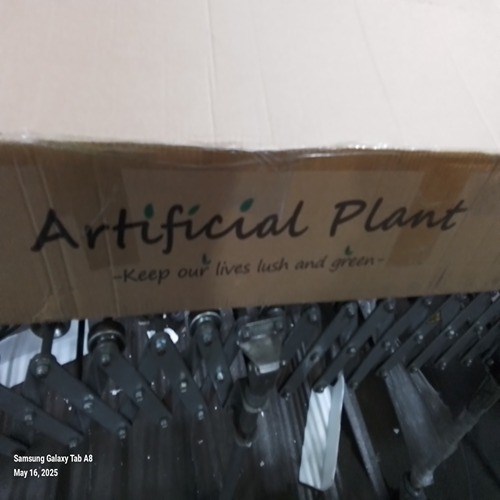 Artificial Plant
-Keep our lives lush and green-
Samsung Galaxy Tab A8
May 16, 2025